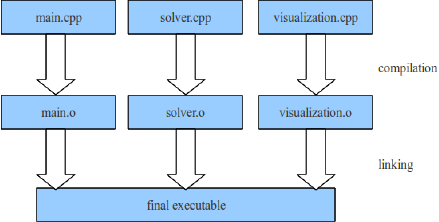 main.cpp
solver.cpp
visualization.cpp
compilation
main.o
solver.o
visualization.o
linking
final executable